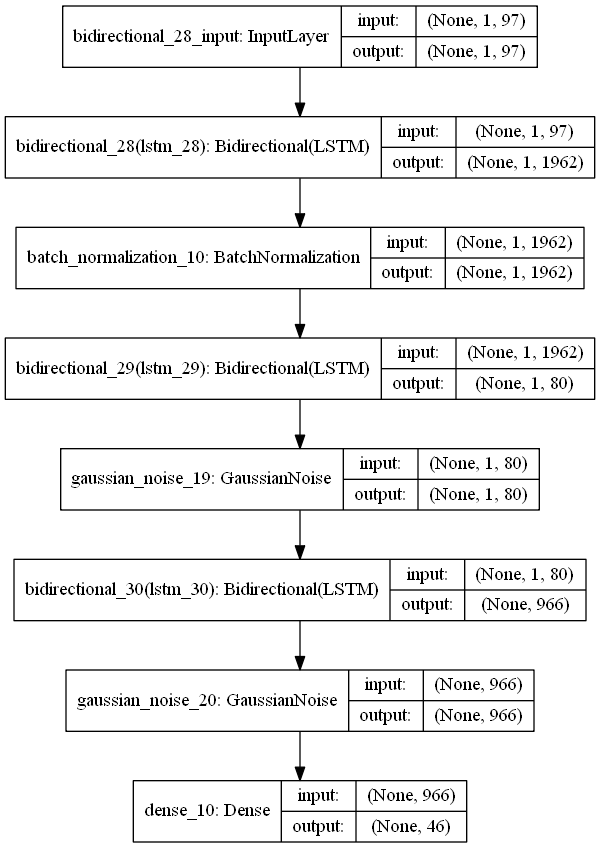 bidirectional_28_input: InputLayer
input: (None, 1, 97)
output: (None, 1, 97)
bidirectional_28(lstm_28): Bidirectional(LSTM)
input: (None, 1, 97)
output: (None, 1, 1962)
batch_normalization_10: BatchNormalization
input: (None, 1, 1962)
output: (None, 1, 1962)
bidirectional_29(lstm_29): Bidirectional(LSTM)
input: (None, 1, 1962)
output: (None, 1, 80)
gaussian_noise_19: GaussianNoise
input: (None, 1, 80)
output: (None, 1, 80)
bidirectional_30(lstm_30): Bidirectional(LSTM)
input: (None, 1, 80)
output: (None, 966)
gaussian_noise_20: GaussianNoise
input: (None, 966)
output: (None, 966)
dense_10: Dense
input: (None, 966)
output: (None, 46)